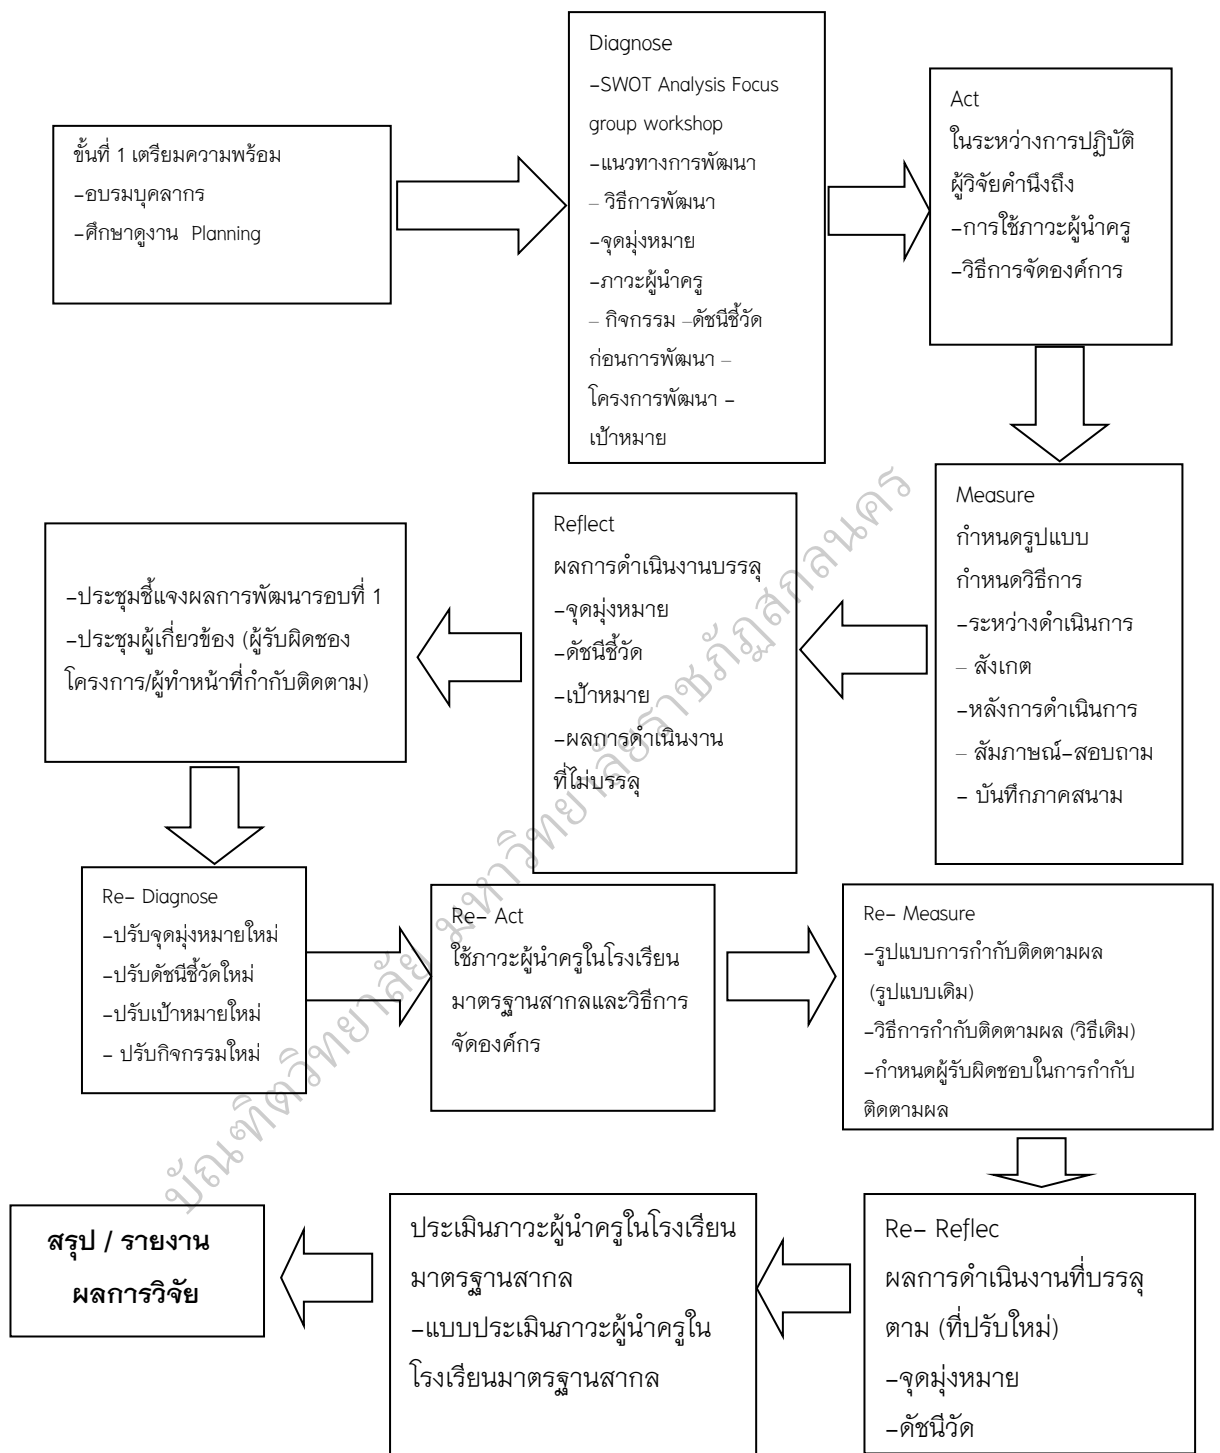 ขั้นที่ 1 เตรียมความพร้อม
-อบรมบุคลากร
-ศึกษาดูงาน Planning
Diagnose
-SWOT Analysis Focus
group workshop
-แนวทางการพัฒนา
- วิธีการพัฒนา
-จุดมุ่งหมาย
-ภาวะผู้นำครู
- กิจกรรม -ดัชนีชี้วัด
ก่อนการพัฒนา -
โครงการพัฒนา -
เป้าหมาย
Act
ในระหว่างการปฏิบัติ
ผู้วิจัยคำนึงถึง
-การใช้ภาวะผู้นำครู
-วิธีการจัดองค์การ
Measure
กำหนดรูปแบบ
กำหนดวิธีการ
-ระหว่างดำเนินการ
- สังเกต
-หลังการดำเนินการ
- สัมภาษณ์-สอบถาม
- บันทึกภาคสนาม
Reflect
ผลการดำเนินงานบรรลุ
-จุดมุ่งหมาย
-ดัชนีชี้วัด
-เป้าหมาย
-ผลการดำเนินงาน
ที่ไม่บรรลุ
-ประชุมชี้แจงผลการพัฒนารอบที่ 1
-ประชุมผู้เกี่ยวข้อง (ผู้รับผิดชอง
โครงการ/ผู้ทำหน้าที่กำกับติดตาม)
Re- Diagnose
-ปรับจุดมุ่งหมายใหม่
-ปรับดัชนีชี้วัดใหม่
-ปรับเป้าหมายใหม่
- ปรับกิจกรรมใหม่
Re- Act
ใช้ภาวะผู้นำครูในโรงเรียน
มาตรฐานสากลและวิธีการ
จัดองค์กร
Re- Measure
-รูปแบบการกำกับติดตามผล
(รูปแบบเดิม)
-วิธีการกำกับติดตามผล (วิธีเดิม)
-กำหนดผู้รับผิดชอบในการกำกับ
ติดตามผล
Re- Reflec
ผลการดำเนินงานที่บรรลุ
ตาม (ที่ปรับใหม่)
-จุดมุ่งหมาย
-ดัชนีวัด
ประเมินภาวะผู้นำครูในโรงเรียน
มาตรฐานสากล
-แบบประเมินภาวะผู้นำครูใน
โรงเรียนมาตรฐานสากล
สรุป / รายงาน
ผลการวิจัย
บัณฑิตวิทยาลัย มหาวิทยาลัยราชภัฏสกลนคร